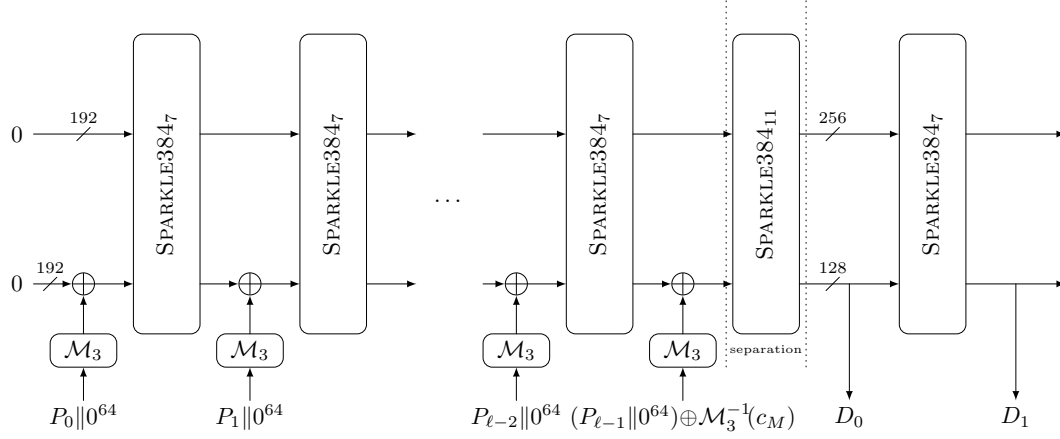 0
192
SPARKLE384₇
SPARKLE384₇
...
SPARKLE384₇
SPARKLE384₁₁
256
SPARKLE384₇
0
192
128
ℳ₃
ℳ₃
ℳ₃
ℳ₃
separation
P₀‖0⁶⁴
P₁‖0⁶⁴
P_{ℓ−2}‖0⁶⁴
(P_{ℓ−1}‖0⁶⁴)⊕ℳ₃⁻¹(c_M)
D₀
D₁